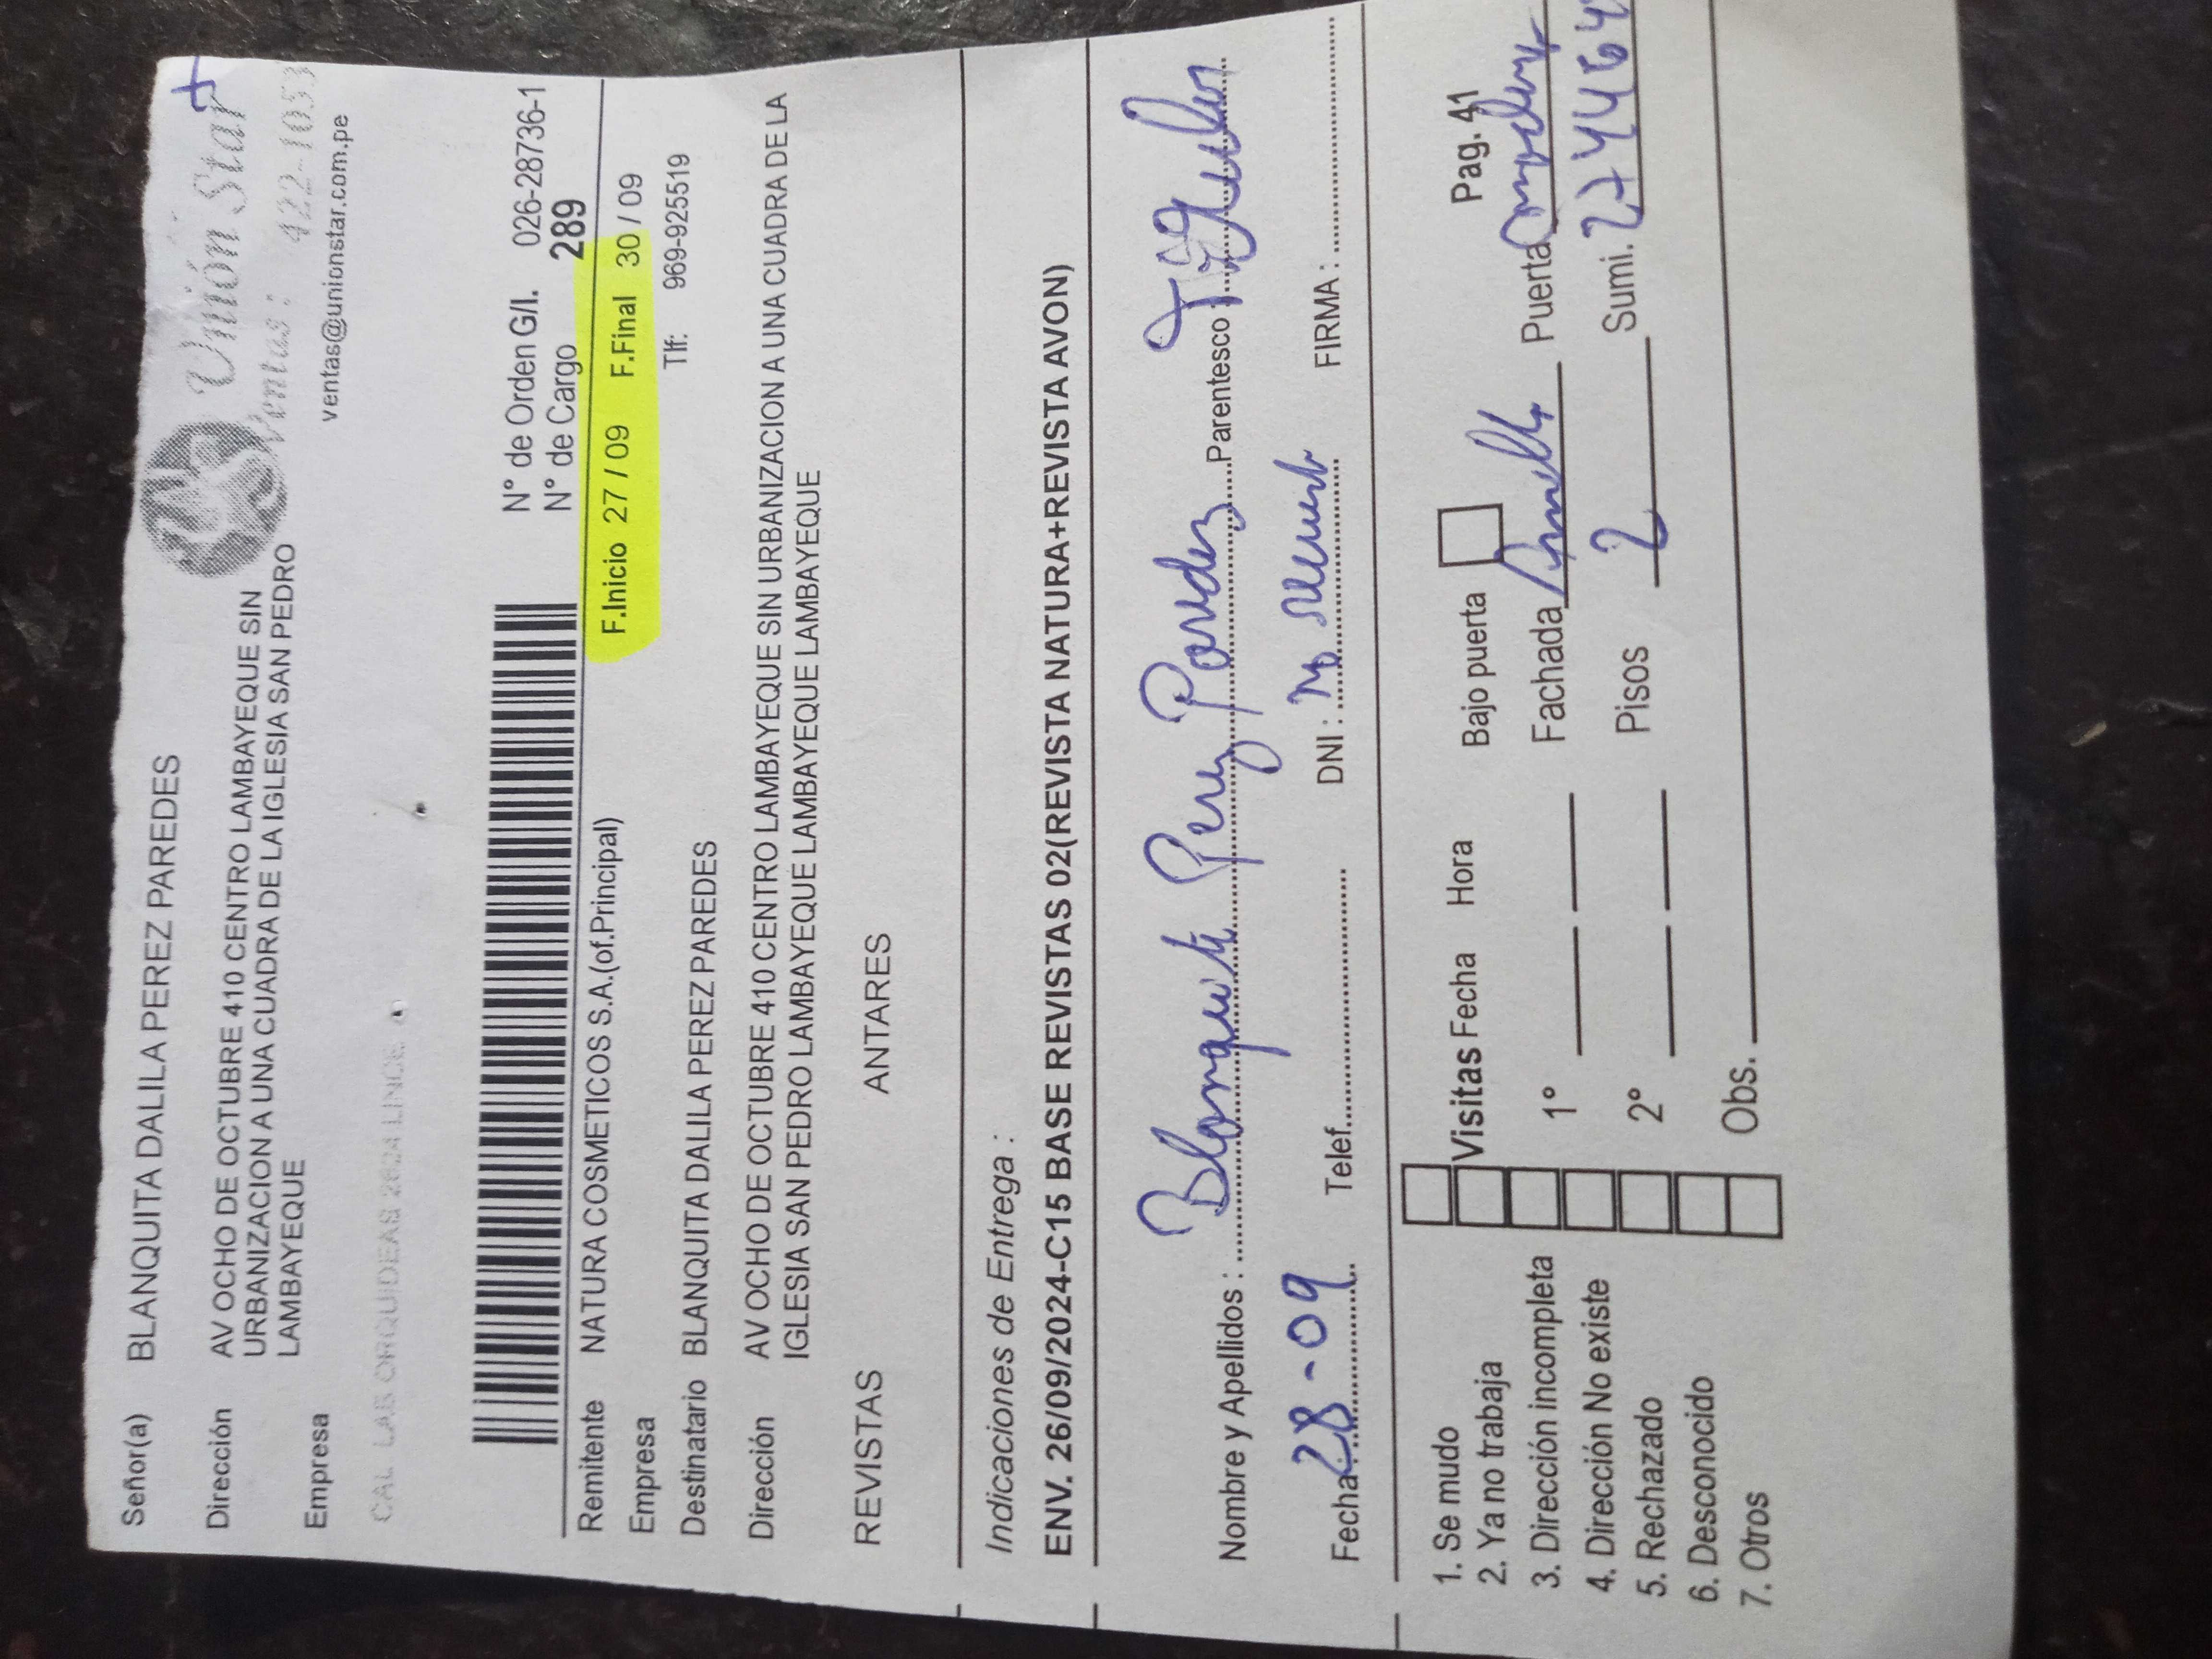 Señor(a) BLANQUITA DALILA PEREZ PAREDES
Unión Star
Ventas : 422-1053
ventas@unionstar.com.pe
Dirección AV OCHO DE OCTUBRE 410 CENTRO LAMBAYEQUE SIN
URBANIZACION A UNA CUADRA DE LA IGLESIA SAN PEDRO
LAMBAYEQUE
Empresa
CAL LAS ORQUIDEAS 2624 LINCE
N° de Orden G/I. 026-28736-1
N° de Cargo 289
Remitente NATURA COSMETICOS S.A.(of.Principal) F.Inicio 27 / 09 F.Final 30 / 09
Empresa
Tlf: 969-925519
Destinatario BLANQUITA DALILA PEREZ PAREDES
Dirección AV OCHO DE OCTUBRE 410 CENTRO LAMBAYEQUE SIN URBANIZACION A UNA CUADRA DE LA
IGLESIA SAN PEDRO LAMBAYEQUE LAMBAYEQUE LAMBAYEQUE
REVISTAS ANTARES
Indicaciones de Entrega :
ENV. 26/09/2024-C15 BASE REVISTAS 02(REVISTA NATURA+REVISTA AVON)
Nombre y Apellidos : Blanquita Perez Paredez Parentesco :
Fecha 28-09 Telef. DNI : FIRMA :
Pag. 41
1. Se mudo
2. Ya no trabaja
3. Dirección incompleta
4. Dirección No existe
5. Rechazado
6. Desconocido
7. Otros
Visitas Fecha Hora Bajo puerta
1° Fachada Puerta
2° Pisos 2 Sumi.
Obs.